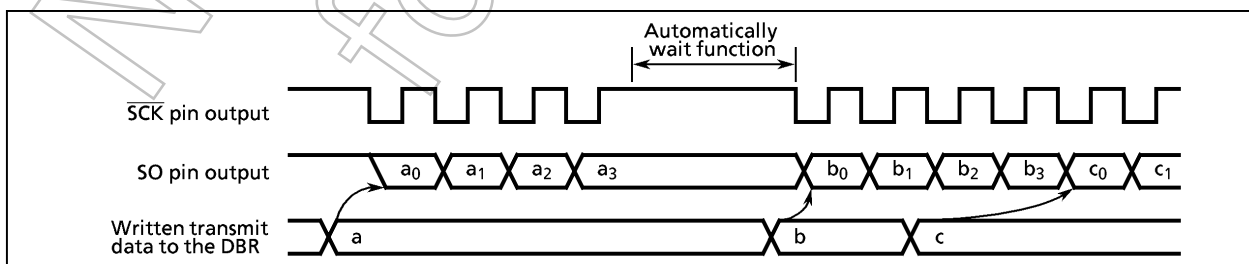 Automatically
wait function
SCK pin output
SO pin output
a0 a1 a2 a3 b0 b1 b2 b3 c0 c1
Written transmit
data to the DBR
a b c